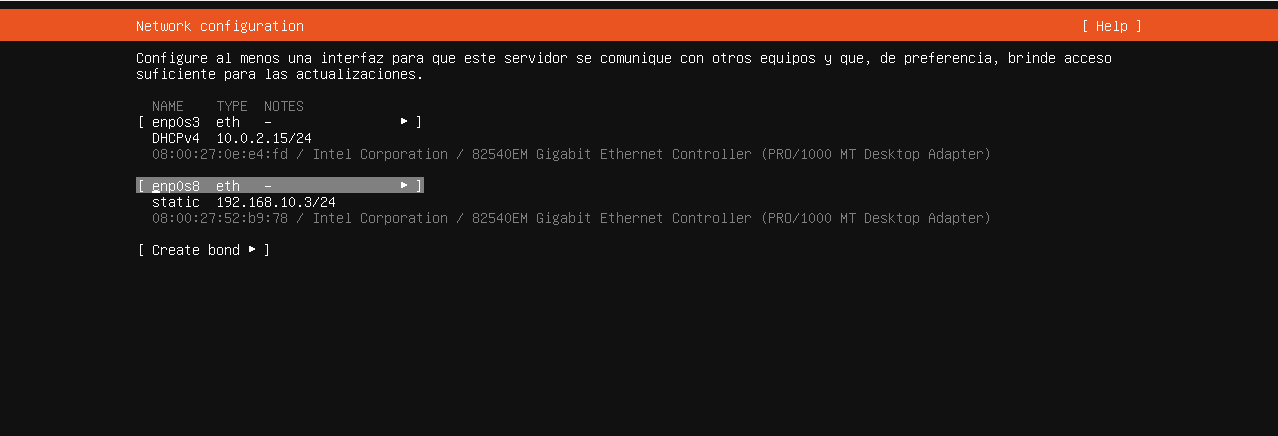 Network configuration [ Help ]
Configure al menos una interfaz para que este servidor se comunique con otros equipos y que, de preferencia, brinde acceso
suficiente para las actualizaciones.
NAME TYPE NOTES
[ enp0s3 eth - ▸ ]
DHCPv4 10.0.2.15/24
08:00:27:0e:e4:fd / Intel Corporation / 82540EM Gigabit Ethernet Controller (PRO/1000 MT Desktop Adapter)
[ enp0s8 eth - ▸ ]
static 192.168.10.3/24
08:00:27:52:b9:78 / Intel Corporation / 82540EM Gigabit Ethernet Controller (PRO/1000 MT Desktop Adapter)
[ Create bond ▸ ]